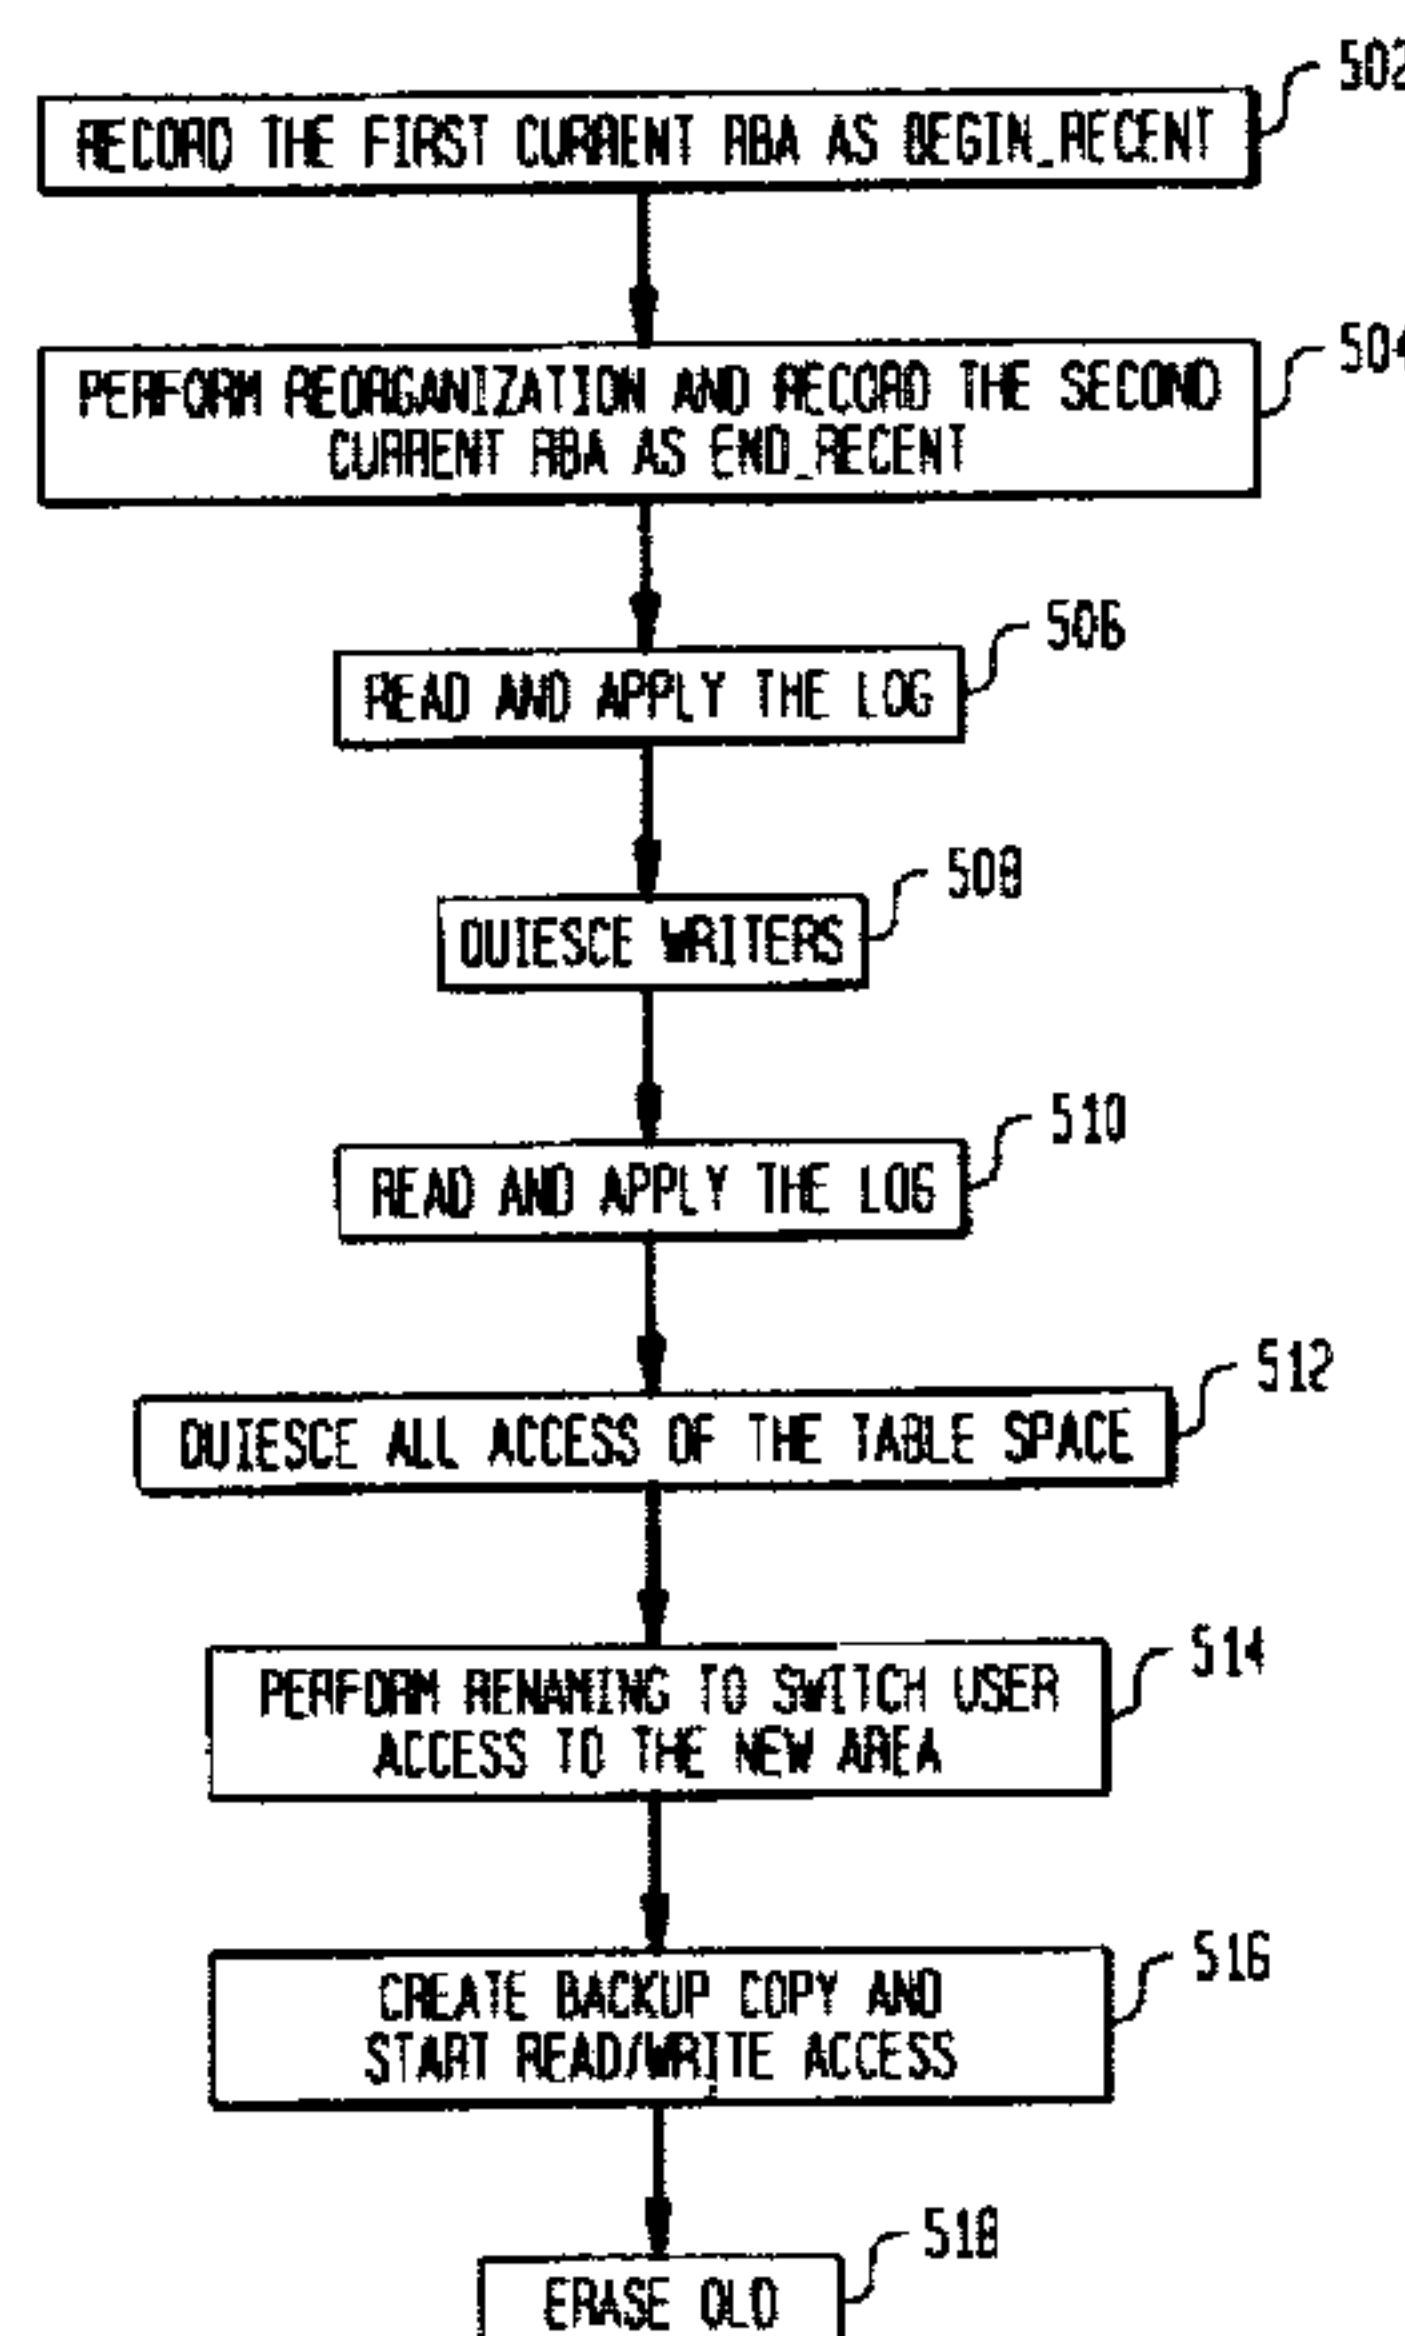 502
RECORD THE FIRST CURRENT RBA AS BEGIN_RECENT
504
PERFORM REORGANIZATION AND RECORD THE SECOND
CURRENT RBA AS END_RECENT
506
READ AND APPLY THE LOG
508
QUIESCE WRITERS
510
READ AND APPLY THE LOG
512
QUIESCE ALL ACCESS OF THE TABLE SPACE
514
PERFORM RENAMING TO SWITCH USER
ACCESS TO THE NEW AREA
516
CREATE BACKUP COPY AND
START READ/WRITE ACCESS
518
ERASE OLD